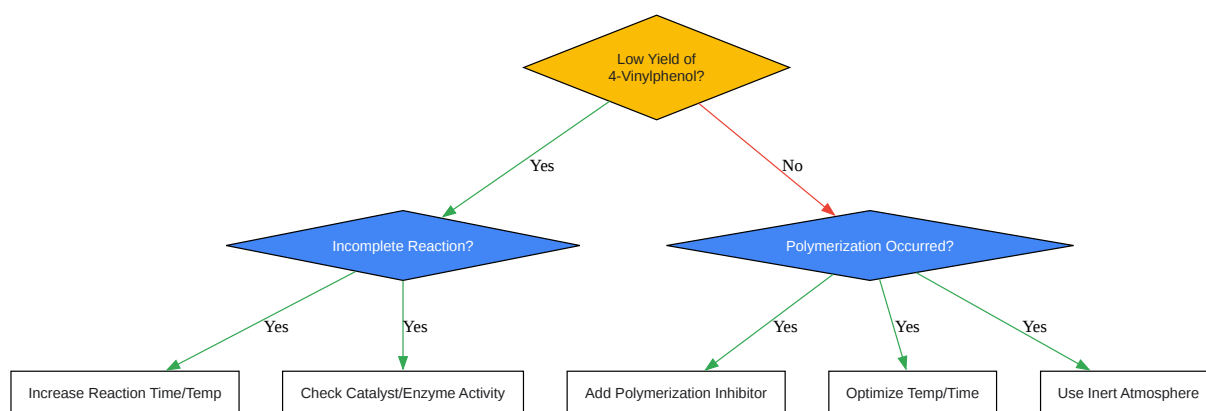 Low Yield of
4-Vinylphenol?
Yes
No
Incomplete Reaction?
Polymerization Occurred?
Yes
Yes
Yes
Yes
Yes
Increase Reaction Time/Temp
Check Catalyst/Enzyme Activity
Add Polymerization Inhibitor
Optimize Temp/Time
Use Inert Atmosphere